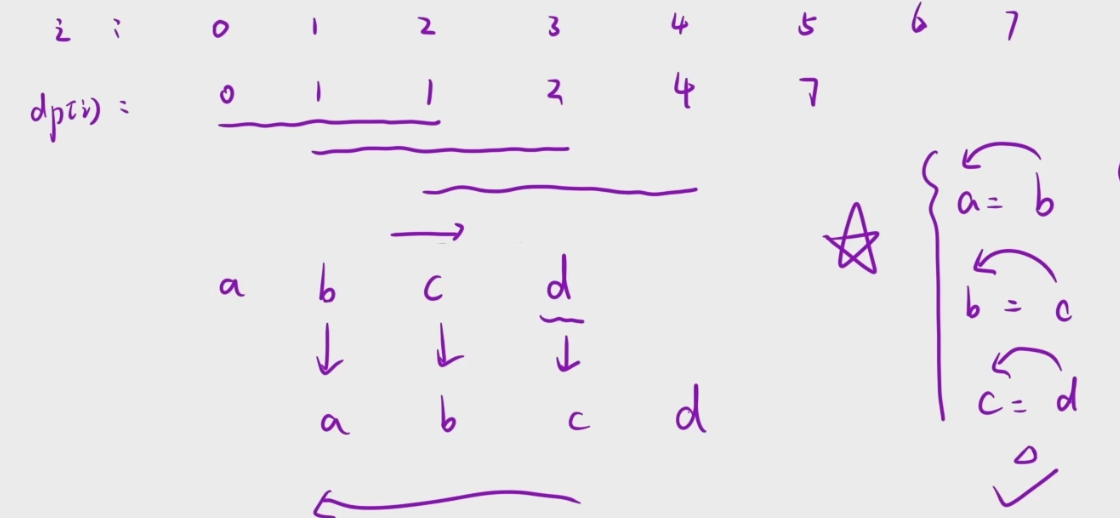 i : 0 1 2 3 4 5 6 7
dp[i] : 0 1 1 2 4 7
a = b
a b c d
b = c
c = d
a b c d